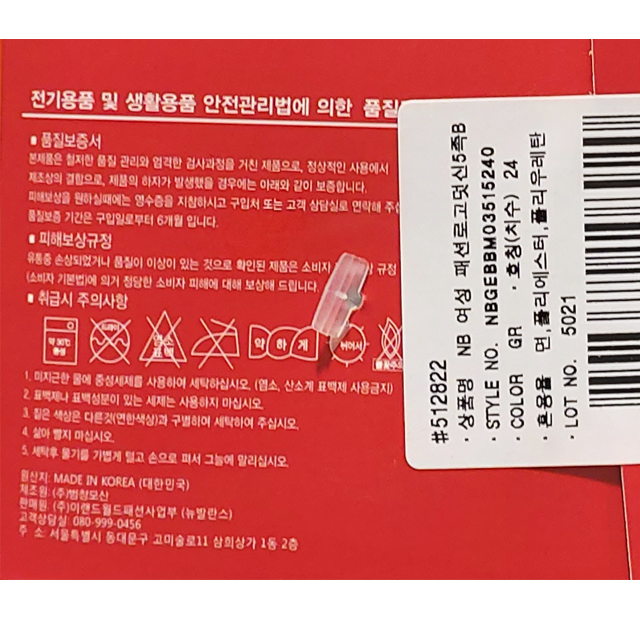 전기용품 및 생활용품 안전관리법에 의한 품질
■ 품질보증서
본제품은 철저한 품질 관리와 엄격한 검사과정을 거친 제품으로, 정상적인 사용에서
제조상의 결함으로, 제품의 하자가 발생했을 경우에는 아래와 같이 보증합니다.
피해보상을 원하실때에는 영수증을 지참하시고 구입처 또는 고객 상담실로 연락해 주
품질보증 기간은 구입일로부터 6개월 입니다.
■ 피해보상규정
유통중 손상되었거나 품질이 이상이 있는 것으로 확인된 제품은 소비자 규정
(소비자 기본법)에 의거 정당한 소비자 피해에 대해 보상해 드립니다.
■ 취급시 주의사항
약 30℃ 중성 드라이 염소 표백 약하게 뉘어서
1. 미지근한 물에 중성세제를 사용하여 세탁하십시오. (염소, 산소계 표백제 사용금지)
2. 표백제나 표백성분이 있는 세제는 사용하지 마십시오.
3. 짙은 색상은 다른것(연한색상)과 구별하여 세탁하여 주십시오.
4. 삶아 빨지 마십시오.
5. 세탁후 물기를 가볍게 털고 손으로 펴서 그늘에 말리십시오.
원산지: MADE IN KOREA (대한민국)
제조원: (주)범창모산
판매원: (주)이랜드월드패션사업부 (뉴발란스)
고객상담실: 080-999-0456
주 소: 서울특별시 동대문구 고미술로11 삼희상가 1동 2층
#512822
· 상품명 NB 여성 패션로고덧신5족B
· STYLE NO. NBGEBBM03515240
· COLOR GR · 호칭(치수) 24
· 혼용율 면,폴리에스터,폴리우레탄
· LOT NO. 5021